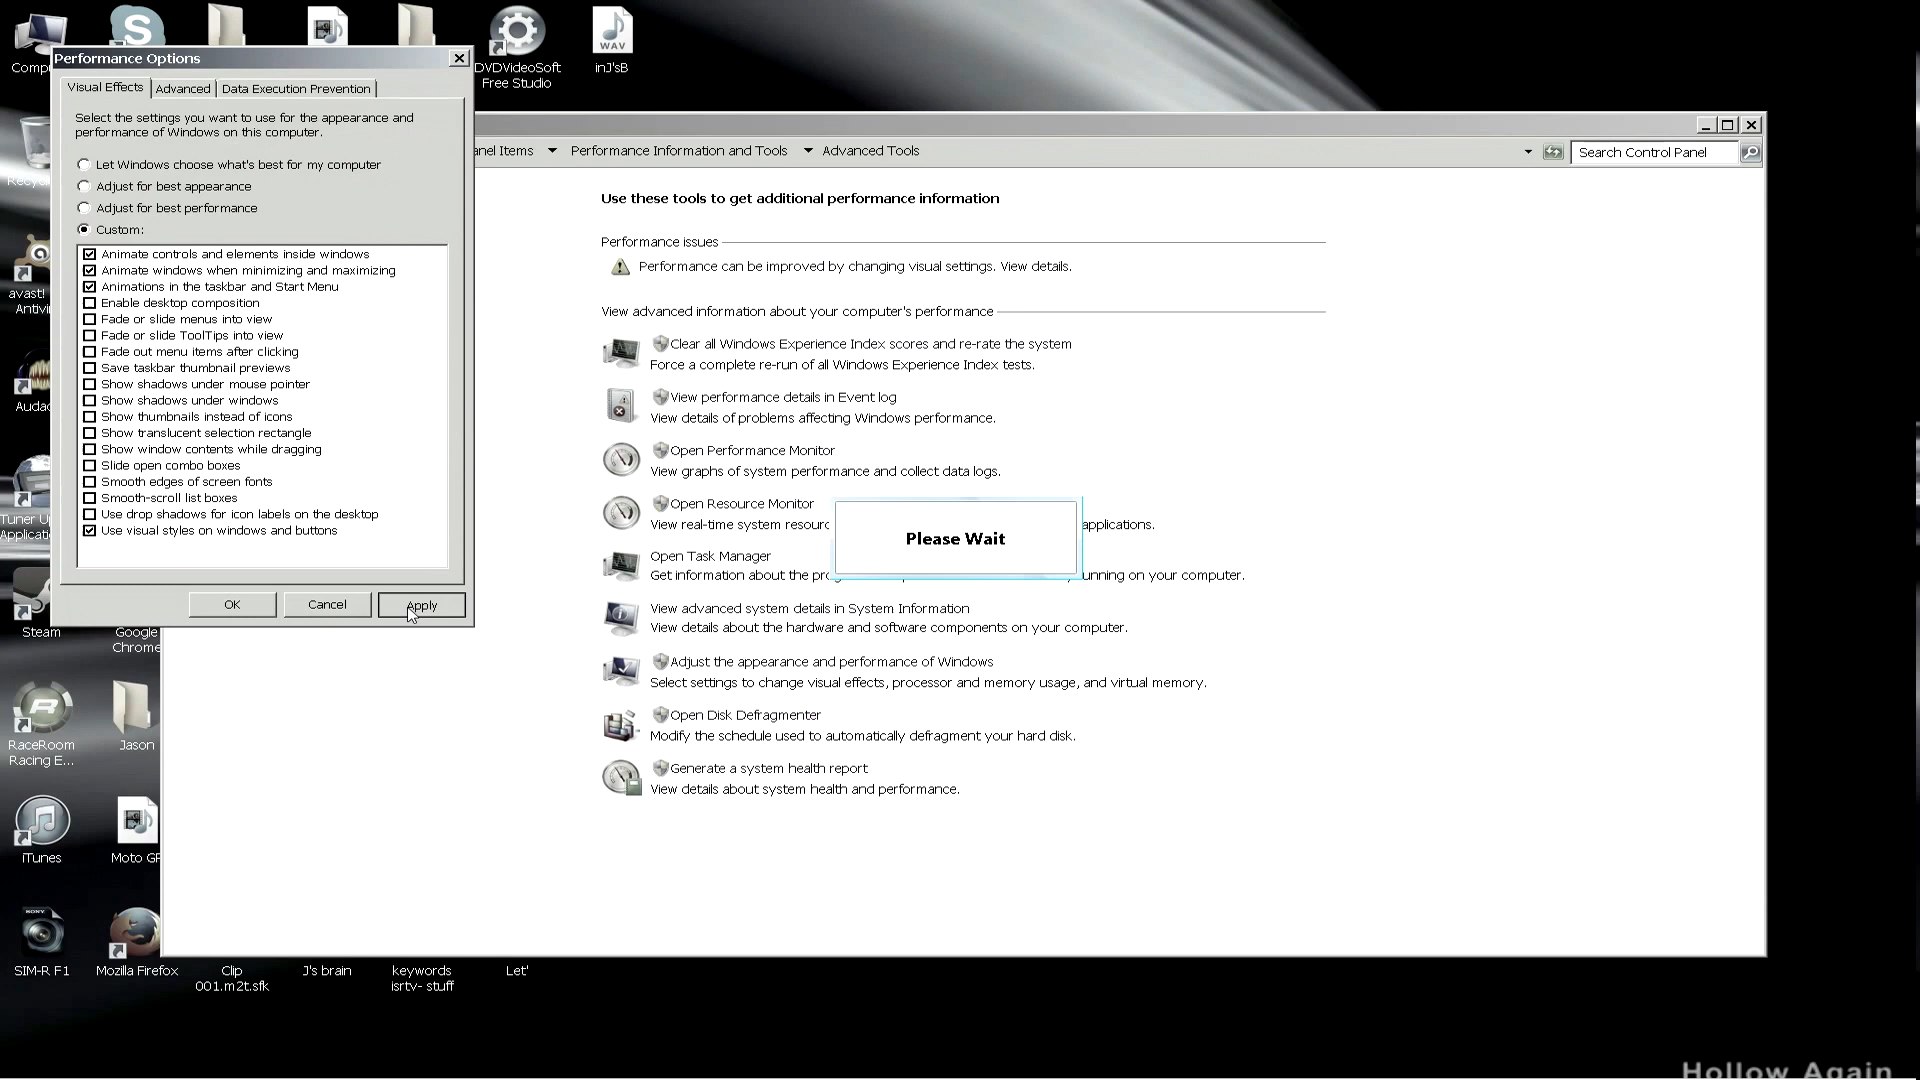 Comp
S
DVDVideoSoft
Free Studio
WAV
inJ'sB
Performance Options
Visual Effects
Advanced
Data Execution Prevention
Select the settings you want to use for the appearance and
performance of Windows on this computer.
Let Windows choose what's best for my computer
Adjust for best appearance
Adjust for best performance
Custom:
Animate controls and elements inside windows
Animate windows when minimizing and maximizing
Animations in the taskbar and Start Menu
Enable desktop composition
Fade or slide menus into view
Fade or slide ToolTips into view
Fade out menu items after clicking
Save taskbar thumbnail previews
Show shadows under mouse pointer
Show shadows under windows
Show thumbnails instead of icons
Show translucent selection rectangle
Show window contents while dragging
Slide open combo boxes
Smooth edges of screen fonts
Smooth-scroll list boxes
Use drop shadows for icon labels on the desktop
Use visual styles on windows and buttons
OK
Cancel
Apply
anel Items
Performance Information and Tools
Advanced Tools
Search Control Panel
Use these tools to get additional performance information
Performance issues
Performance can be improved by changing visual settings. View details.
View advanced information about your computer's performance
Clear all Windows Experience Index scores and re-rate the system
Force a complete re-run of all Windows Experience Index tests.
View performance details in Event log
View details of problems affecting Windows performance.
Open Performance Monitor
View graphs of system performance and collect data logs.
Open Resource Monitor
View real-time system resourc applications.
Please Wait
Open Task Manager
Get information about the pro unning on your computer.
View advanced system details in System Information
View details about the hardware and software components on your computer.
Adjust the appearance and performance of Windows
Select settings to change visual effects, processor and memory usage, and virtual memory.
Open Disk Defragmenter
Modify the schedule used to automatically defragment your hard disk.
Generate a system health report
View details about system health and performance.
Recyc
avast!
Antivi
Audac
Tuner U
Applicati
Steam
Google
Chrome
RaceRoom
Racing E...
Jason
iTunes
Moto GP
SONY
SIM-R F1
Mozilla Firefox
Clip
001.m2t.sfk
J's brain
keywords
isrtv- stuff
Let'
Hollow Again